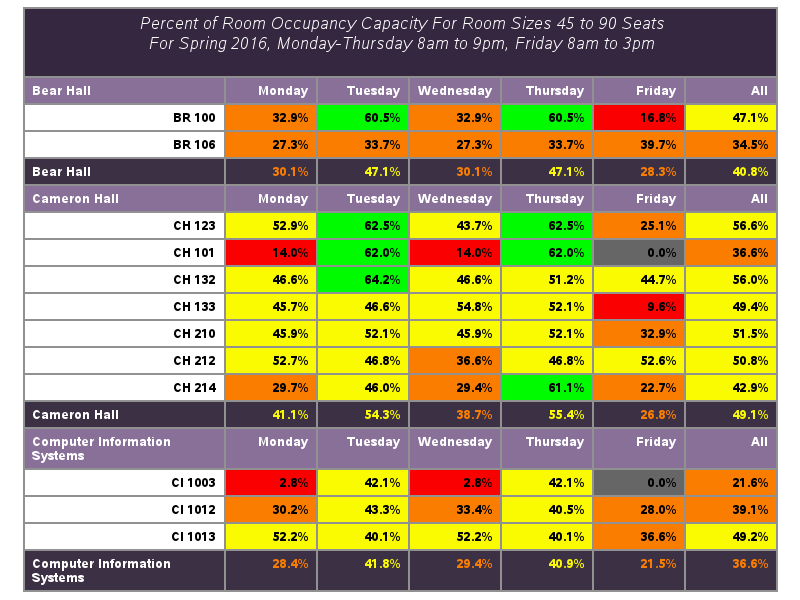 Percent of Room Occupancy Capacity For Room Sizes 45 to 90 Seats
For Spring 2016, Monday-Thursday 8am to 9pm, Friday 8am to 3pm
Bear Hall Monday Tuesday Wednesday Thursday Friday All
BR 100 32.9% 60.5% 32.9% 60.5% 16.8% 47.1%
BR 106 27.3% 33.7% 27.3% 33.7% 39.7% 34.5%
Bear Hall 30.1% 47.1% 30.1% 47.1% 28.3% 40.8%
Cameron Hall Monday Tuesday Wednesday Thursday Friday All
CH 123 52.9% 62.5% 43.7% 62.5% 25.1% 56.6%
CH 101 14.0% 62.0% 14.0% 62.0% 0.0% 36.6%
CH 132 46.6% 64.2% 46.6% 51.2% 44.7% 56.0%
CH 133 45.7% 46.6% 54.8% 52.1% 9.6% 49.4%
CH 210 45.9% 52.1% 45.9% 52.1% 32.9% 51.5%
CH 212 52.7% 46.8% 36.6% 46.8% 52.6% 50.8%
CH 214 29.7% 46.0% 29.4% 61.1% 22.7% 42.9%
Cameron Hall 41.1% 54.3% 38.7% 55.4% 26.8% 49.1%
Computer Information Monday Tuesday Wednesday Thursday Friday All
Systems
CI 1003 2.8% 42.1% 2.8% 42.1% 0.0% 21.6%
CI 1012 30.2% 43.3% 33.4% 40.5% 28.0% 39.1%
CI 1013 52.2% 40.1% 52.2% 40.1% 36.6% 49.2%
Computer Information 28.4% 41.8% 29.4% 40.9% 21.5% 36.6%
Systems